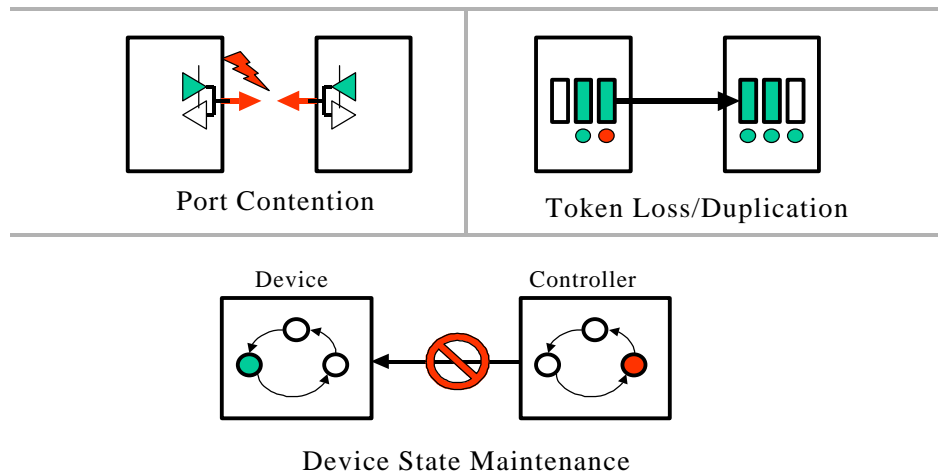 Port Contention
Token Loss/Duplication
Device
Controller
Device State Maintenance